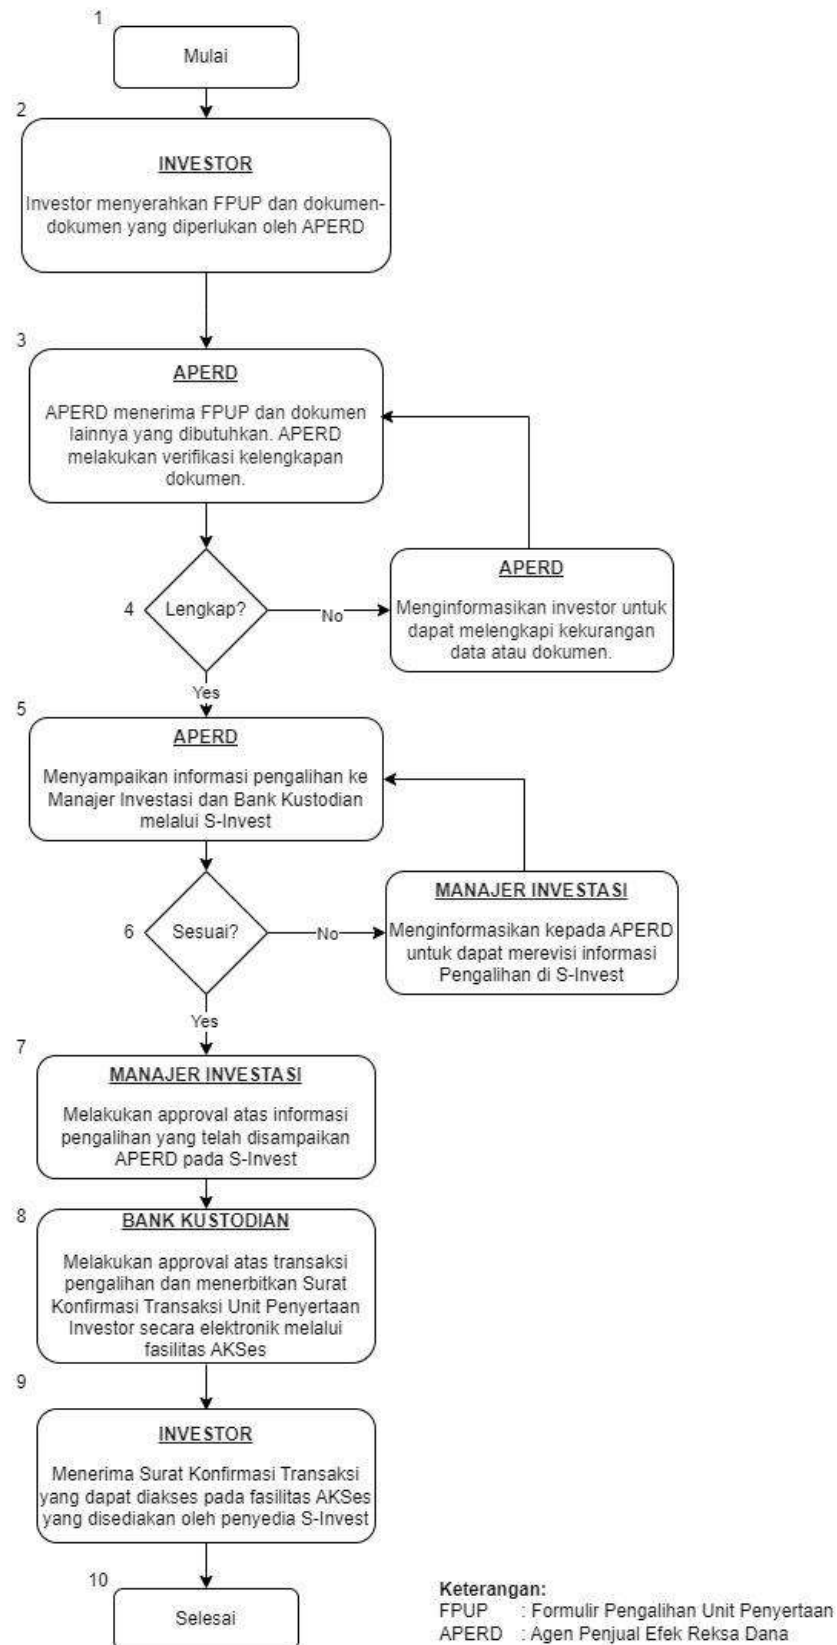 1
Mulai
2
INVESTOR
Investor menyerahkan FPUP dan dokumen-
dokumen yang diperlukan oleh APERD
3
APERD
APERD menerima FPUP dan dokumen
lainnya yang dibutuhkan. APERD
melakukan verifikasi kelengkapan
dokumen.
4
Lengkap?
No
APERD
Menginformasikan investor untuk
dapat melengkapi kekurangan
data atau dokumen.
Yes
5
APERD
Menyampaikan informasi pengalihan ke
Manajer Investasi dan Bank Kustodian
melalui S-Invest
6
Sesuai?
No
MANAJER INVESTASI
Menginformasikan kepada APERD
untuk dapat merevisi informasi
Pengalihan di S-Invest
Yes
7
MANAJER INVESTASI
Melakukan approval atas informasi
pengalihan yang telah disampaikan
APERD pada S-Invest
8
BANK KUSTODIAN
Melakukan approval atas transaksi
pengalihan dan menerbitkan Surat
Konfirmasi Transaksi Unit Penyertaan
Investor secara elektronik melalui
fasilitas AKSes
9
INVESTOR
Menerima Surat Konfirmasi Transaksi
yang dapat diakses pada fasilitas AKSes
yang disediakan oleh penyedia S-Invest
10
Selesai
Keterangan:
FPUP : Formulir Pengalihan Unit Penyertaan
APERD : Agen Penjual Efek Reksa Dana